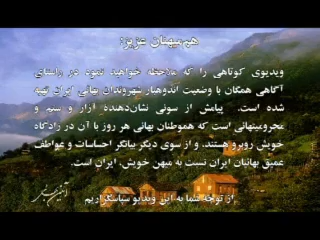 هم میهنان عزیز؛
ویدیوی کوتاهی را که ملاحظه خواهید نمود در راستای
آگاهی همگان با وضعیت اندوهبار شهروندان بهائی ایران تهیه
شده است. پیامش از سوئی نشان‌دهنده آزار و ستم و
محرومیتهائی است که هموطنان بهائی هر روز با آن در زادگاه
خویش روبرو هستند، و از سوی دیگر بیانگر احساسات و عواطف
عمیق بهائیان ایران نسبت به میهن خویش، ایران است.
از توجه شما به این ویدیو سپاسگزاریم